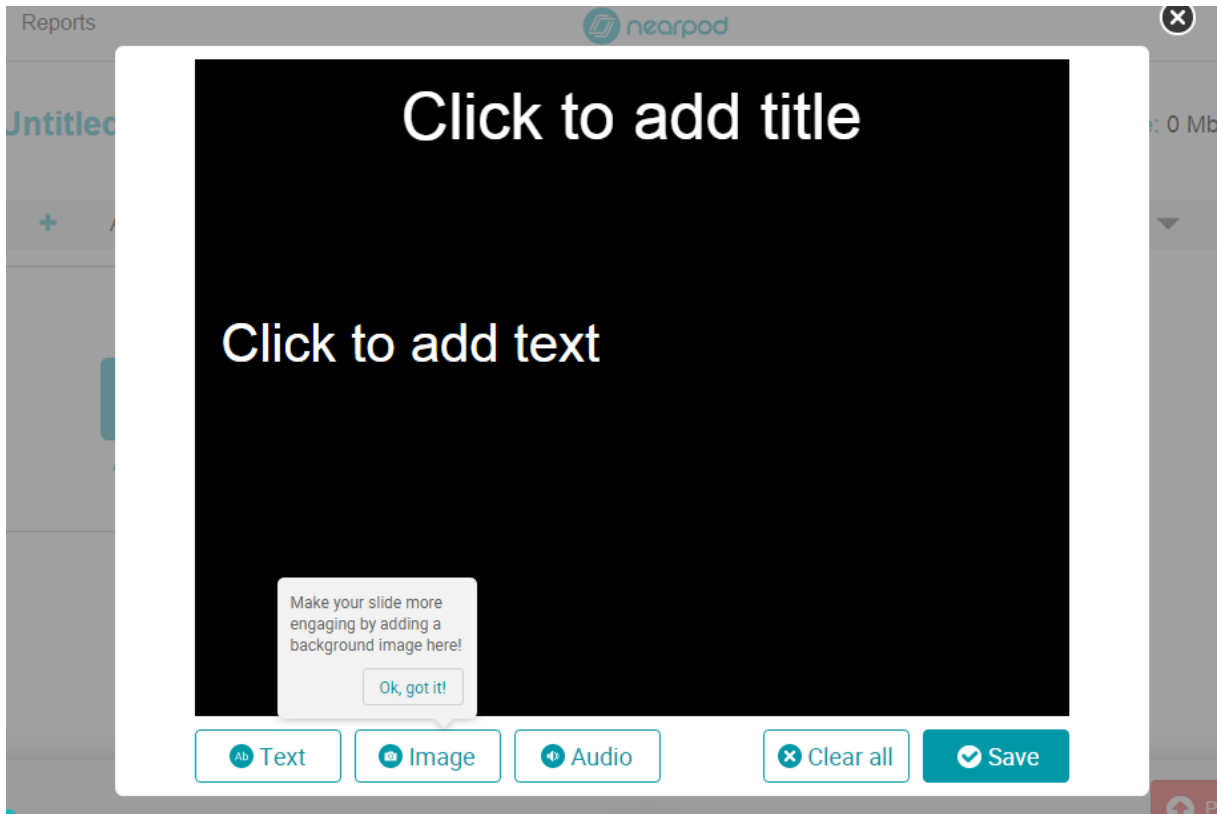 Reports
nearpod
Click to add title
0 Mb
Click to add text
Make your slide more
engaging by adding a
background image here!
Ok, got it!
Ab Text
Image
Audio
Clear all
Save